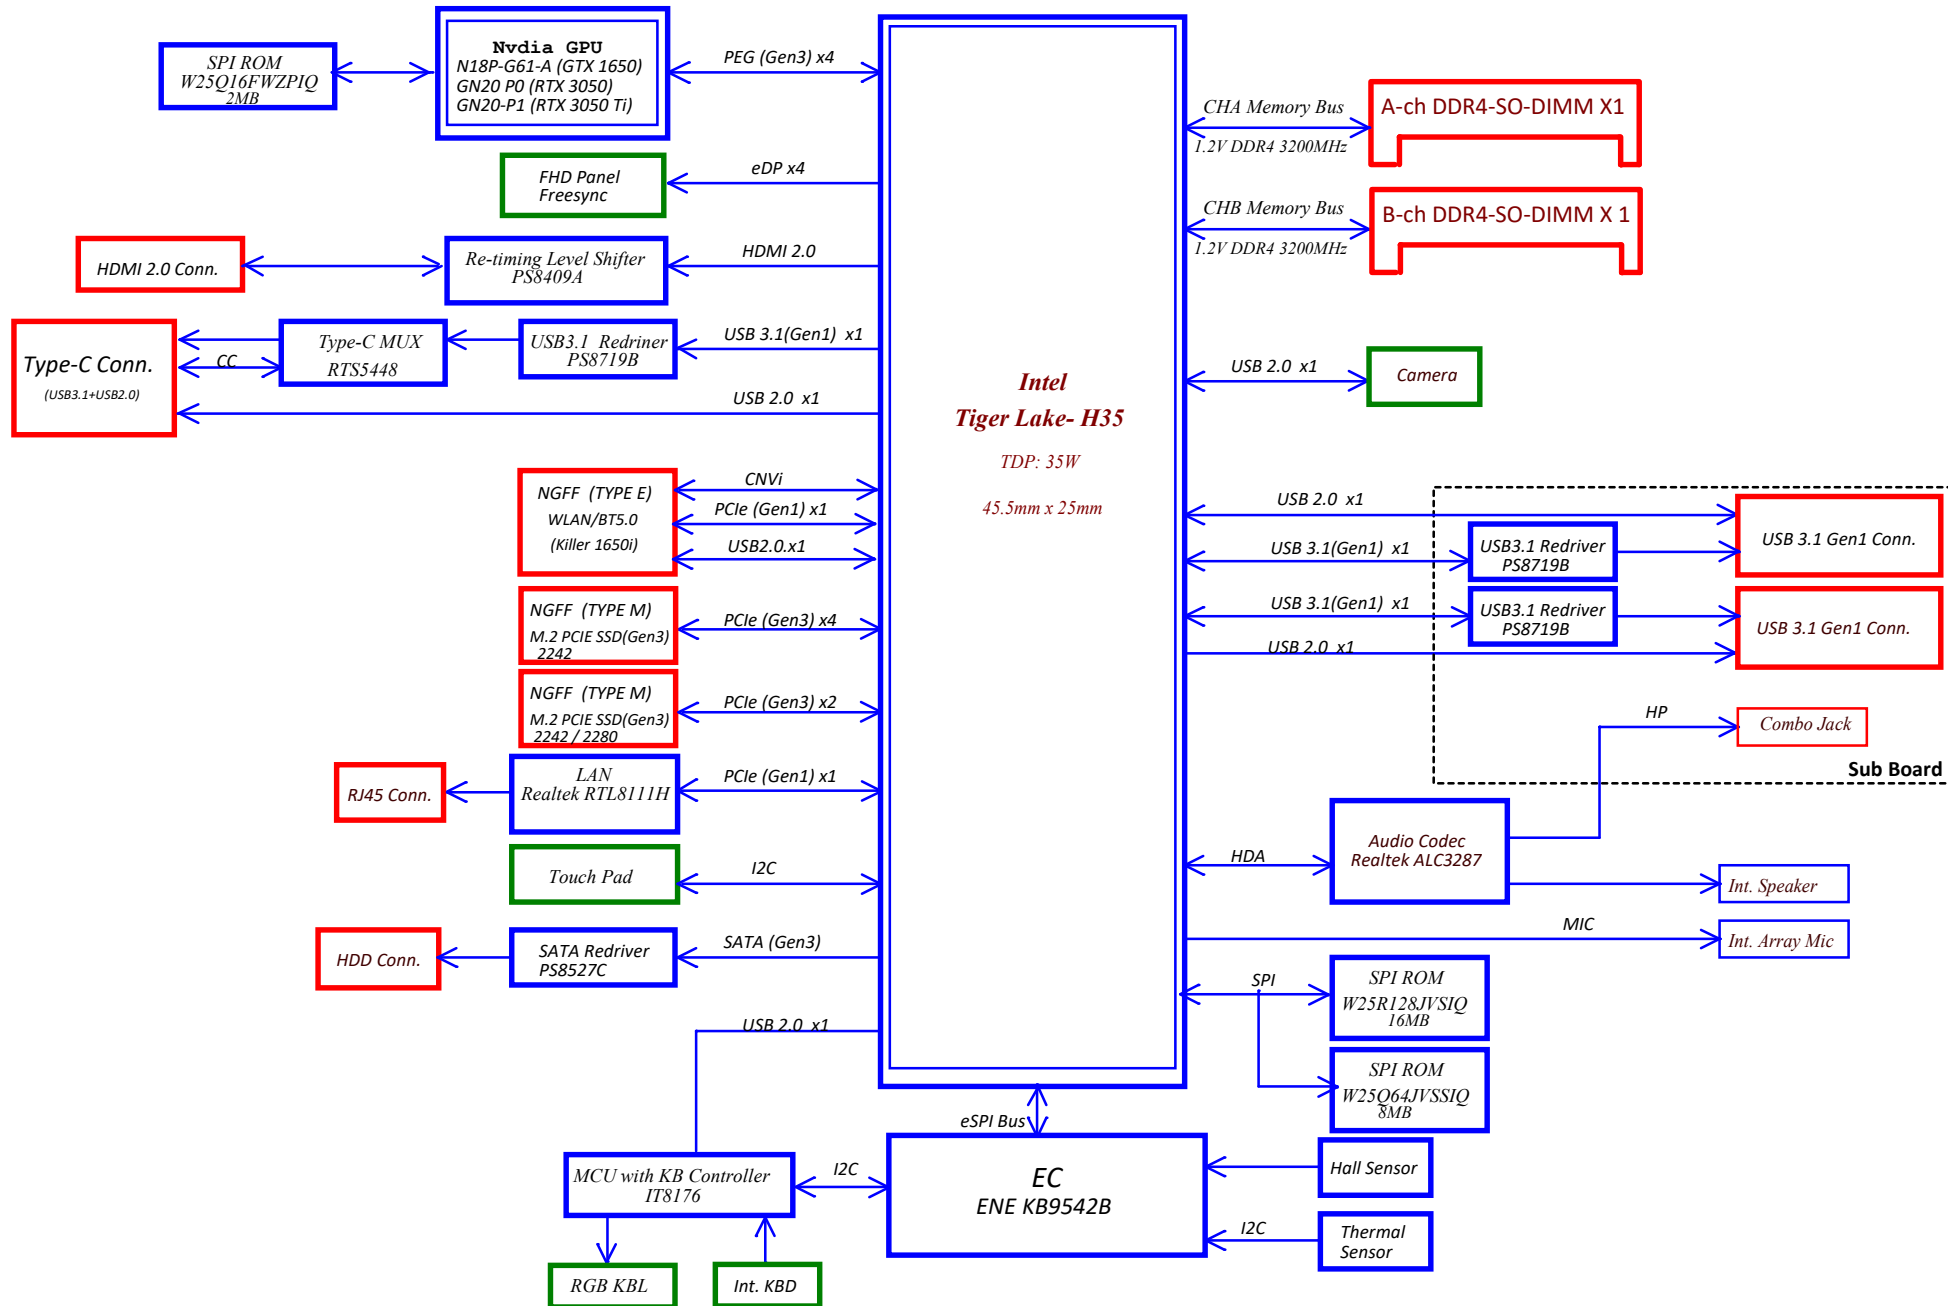 Nvdia GPU
N18P-G61-A (GTX 1650)
GN20 P0 (RTX 3050)
GN20-P1 (RTX 3050 Ti)
SPI ROM
W25Q16FWZPIQ
2MB
PEG (Gen3) x4
FHD Panel
Freesync
eDP x4
HDMI 2.0 Conn.
Re-timing Level Shifter
PS8409A
HDMI 2.0
Type-C Conn.
(USB3.1+USB2.0)
CC
Type-C MUX
RTS5448
USB3.1 Redriner
PS8719B
USB 3.1(Gen1) x1
USB 2.0 x1
NGFF (TYPE E)
WLAN/BT5.0
(Killer 1650i)
CNVi
PCIe (Gen1) x1
USB2.0.x1
NGFF (TYPE M)
M.2 PCIE SSD(Gen3)
2242
PCIe (Gen3) x4
NGFF (TYPE M)
M.2 PCIE SSD(Gen3)
2242 / 2280
PCIe (Gen3) x2
RJ45 Conn.
LAN
Realtek RTL8111H
PCIe (Gen1) x1
Touch Pad
I2C
HDD Conn.
SATA Redriver
PS8527C
SATA (Gen3)
USB 2.0 x1
Intel
Tiger Lake- H35
TDP: 35W
45.5mm x 25mm
CHA Memory Bus
1.2V DDR4 3200MHz
A-ch DDR4-SO-DIMM X1
CHB Memory Bus
1.2V DDR4 3200MHz
B-ch DDR4-SO-DIMM X 1
USB 2.0 x1
Camera
USB 2.0 x1
USB 3.1(Gen1) x1
USB3.1 Redriver
PS8719B
USB 3.1 Gen1 Conn.
USB 3.1(Gen1) x1
USB3.1 Redriver
PS8719B
USB 2.0 x1
USB 3.1 Gen1 Conn.
HP
Combo Jack
Sub Board
HDA
Audio Codec
Realtek ALC3287
Int. Speaker
MIC
Int. Array Mic
SPI
SPI ROM
W25R128JVSIQ
16MB
SPI ROM
W25Q64JVSSIQ
8MB
eSPI Bus
EC
ENE KB9542B
Hall Sensor
I2C
Thermal
Sensor
MCU with KB Controller
IT8176
I2C
RGB KBL
Int. KBD